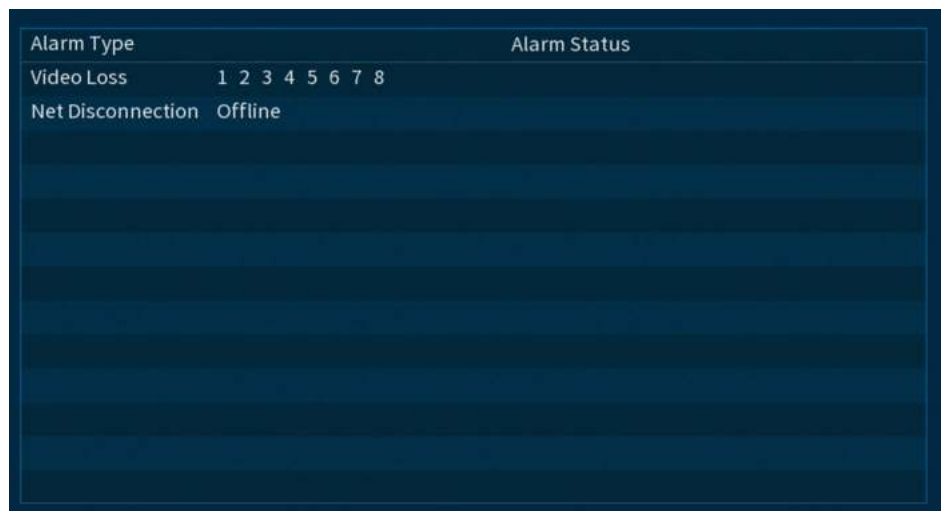 Alarm Type Alarm Status
Video Loss 1 2 3 4 5 6 7 8
Net Disconnection Offline